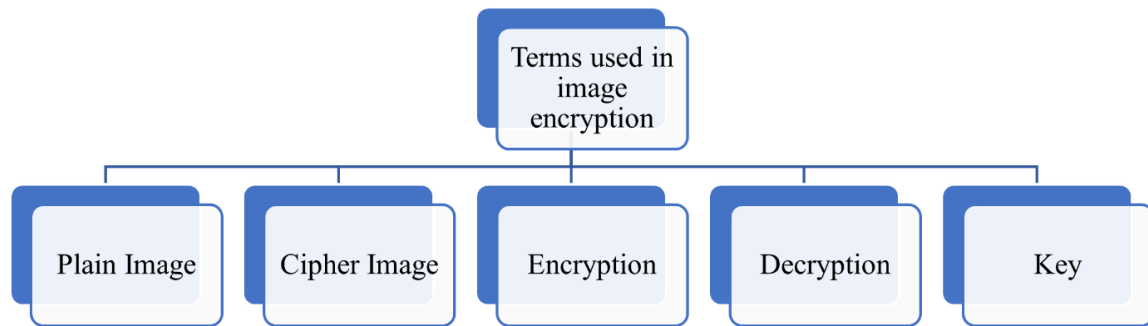 Terms used in
image
encryption
Plain Image
Cipher Image
Encryption
Decryption
Key